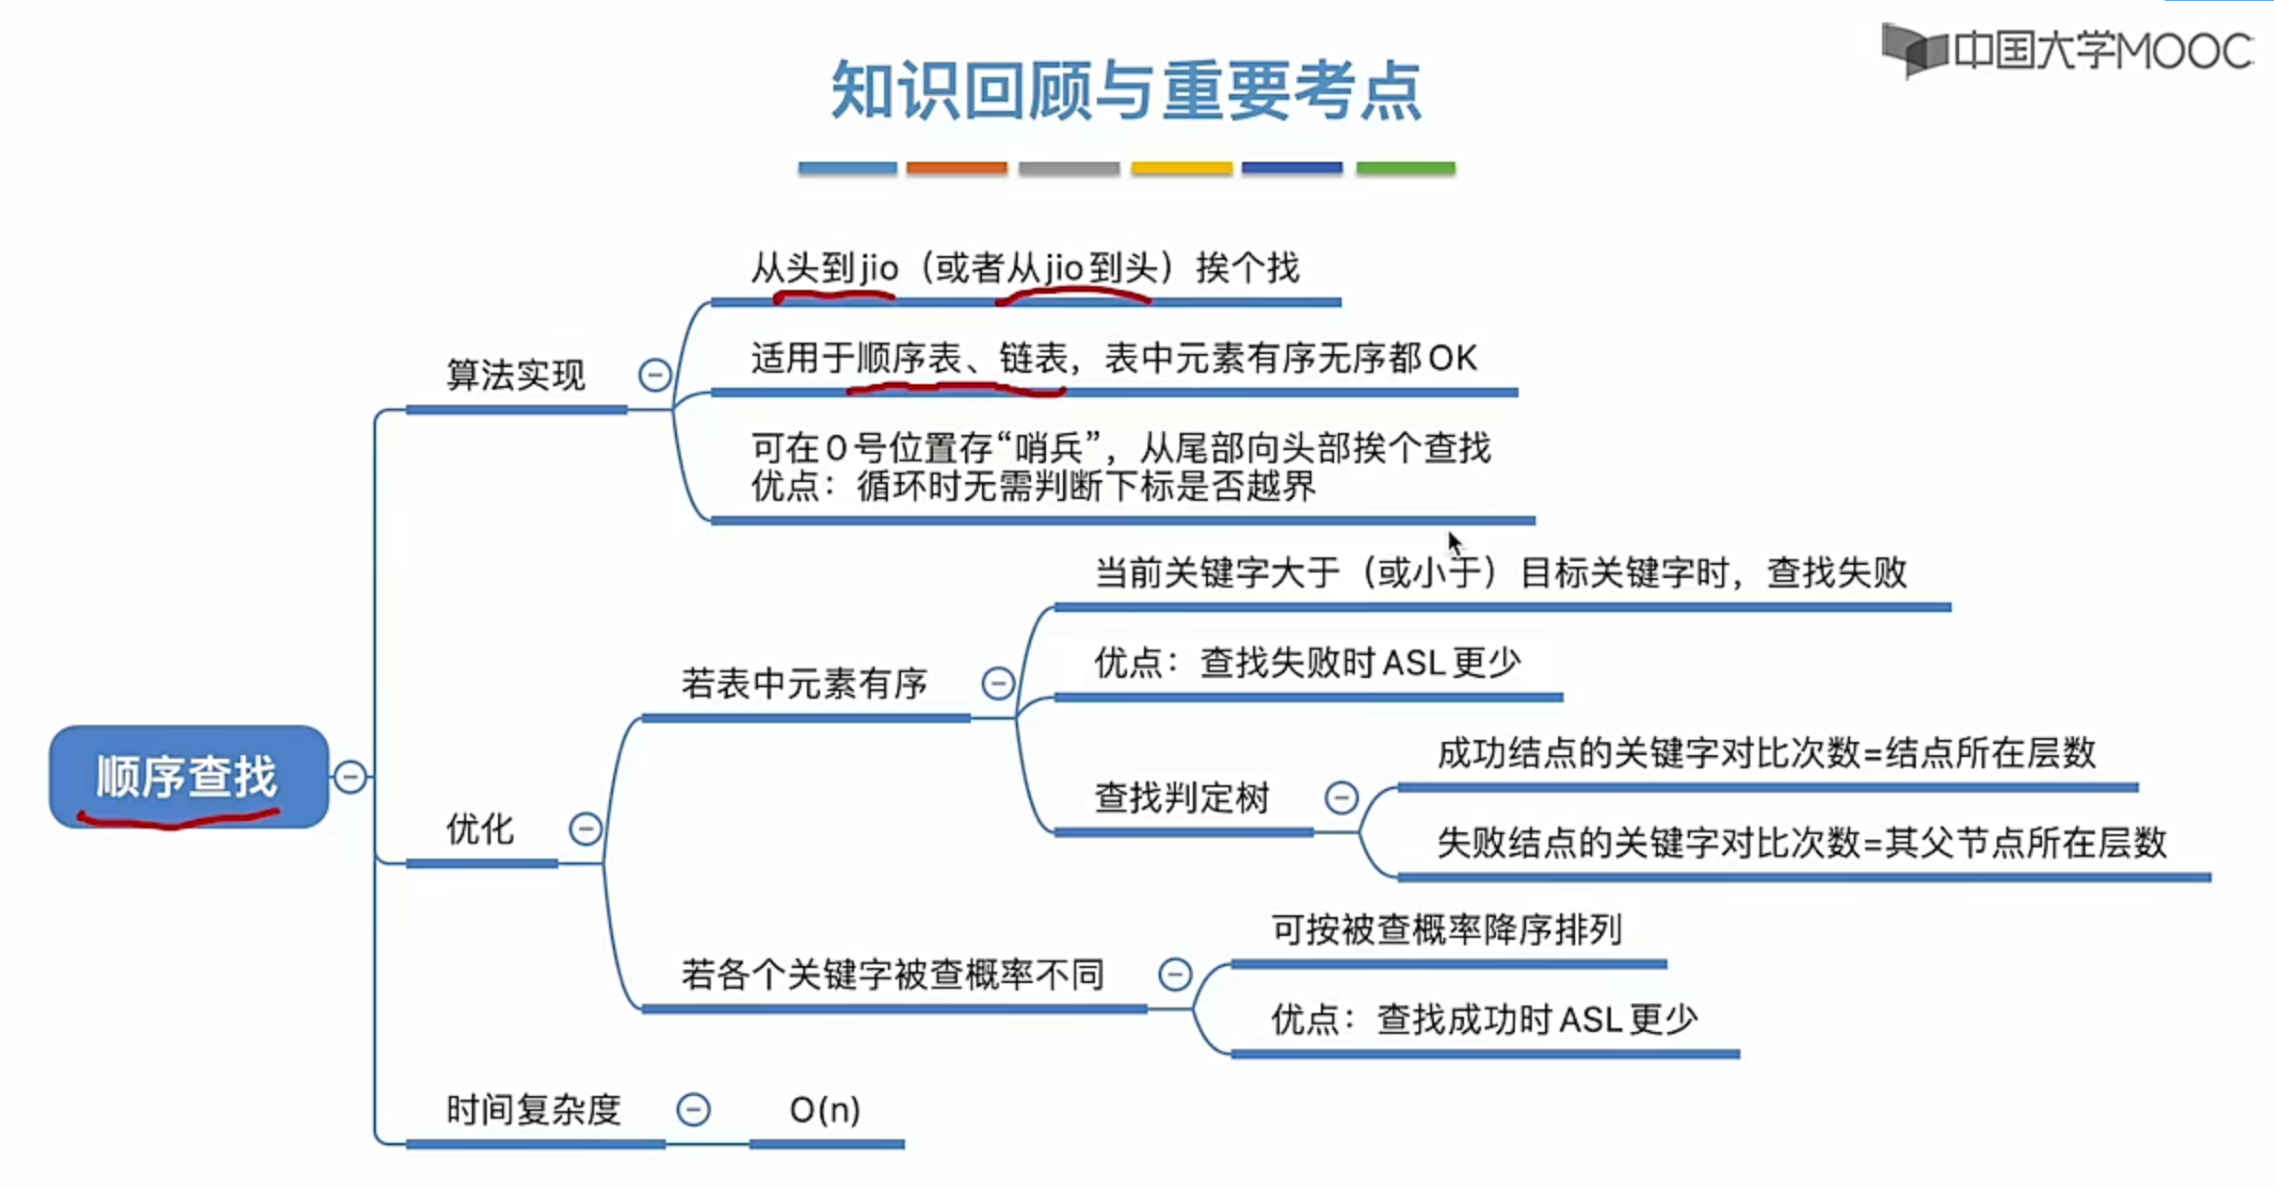 中国大学MOOC
知识回顾与重要考点
从头到jio（或者从jio到头）挨个找
适用于顺序表、链表，表中元素有序无序都OK
算法实现
可在0号位置存“哨兵”，从尾部向头部挨个查找
优点：循环时无需判断下标是否越界
当前关键字大于（或小于）目标关键字时，查找失败
优点：查找失败时ASL更少
若表中元素有序
成功结点的关键字对比次数=结点所在层数
顺序查找
查找判定树
优化
失败结点的关键字对比次数=其父节点所在层数
可按被查概率降序排列
若各个关键字被查概率不同
优点：查找成功时ASL更少
时间复杂度
O(n)